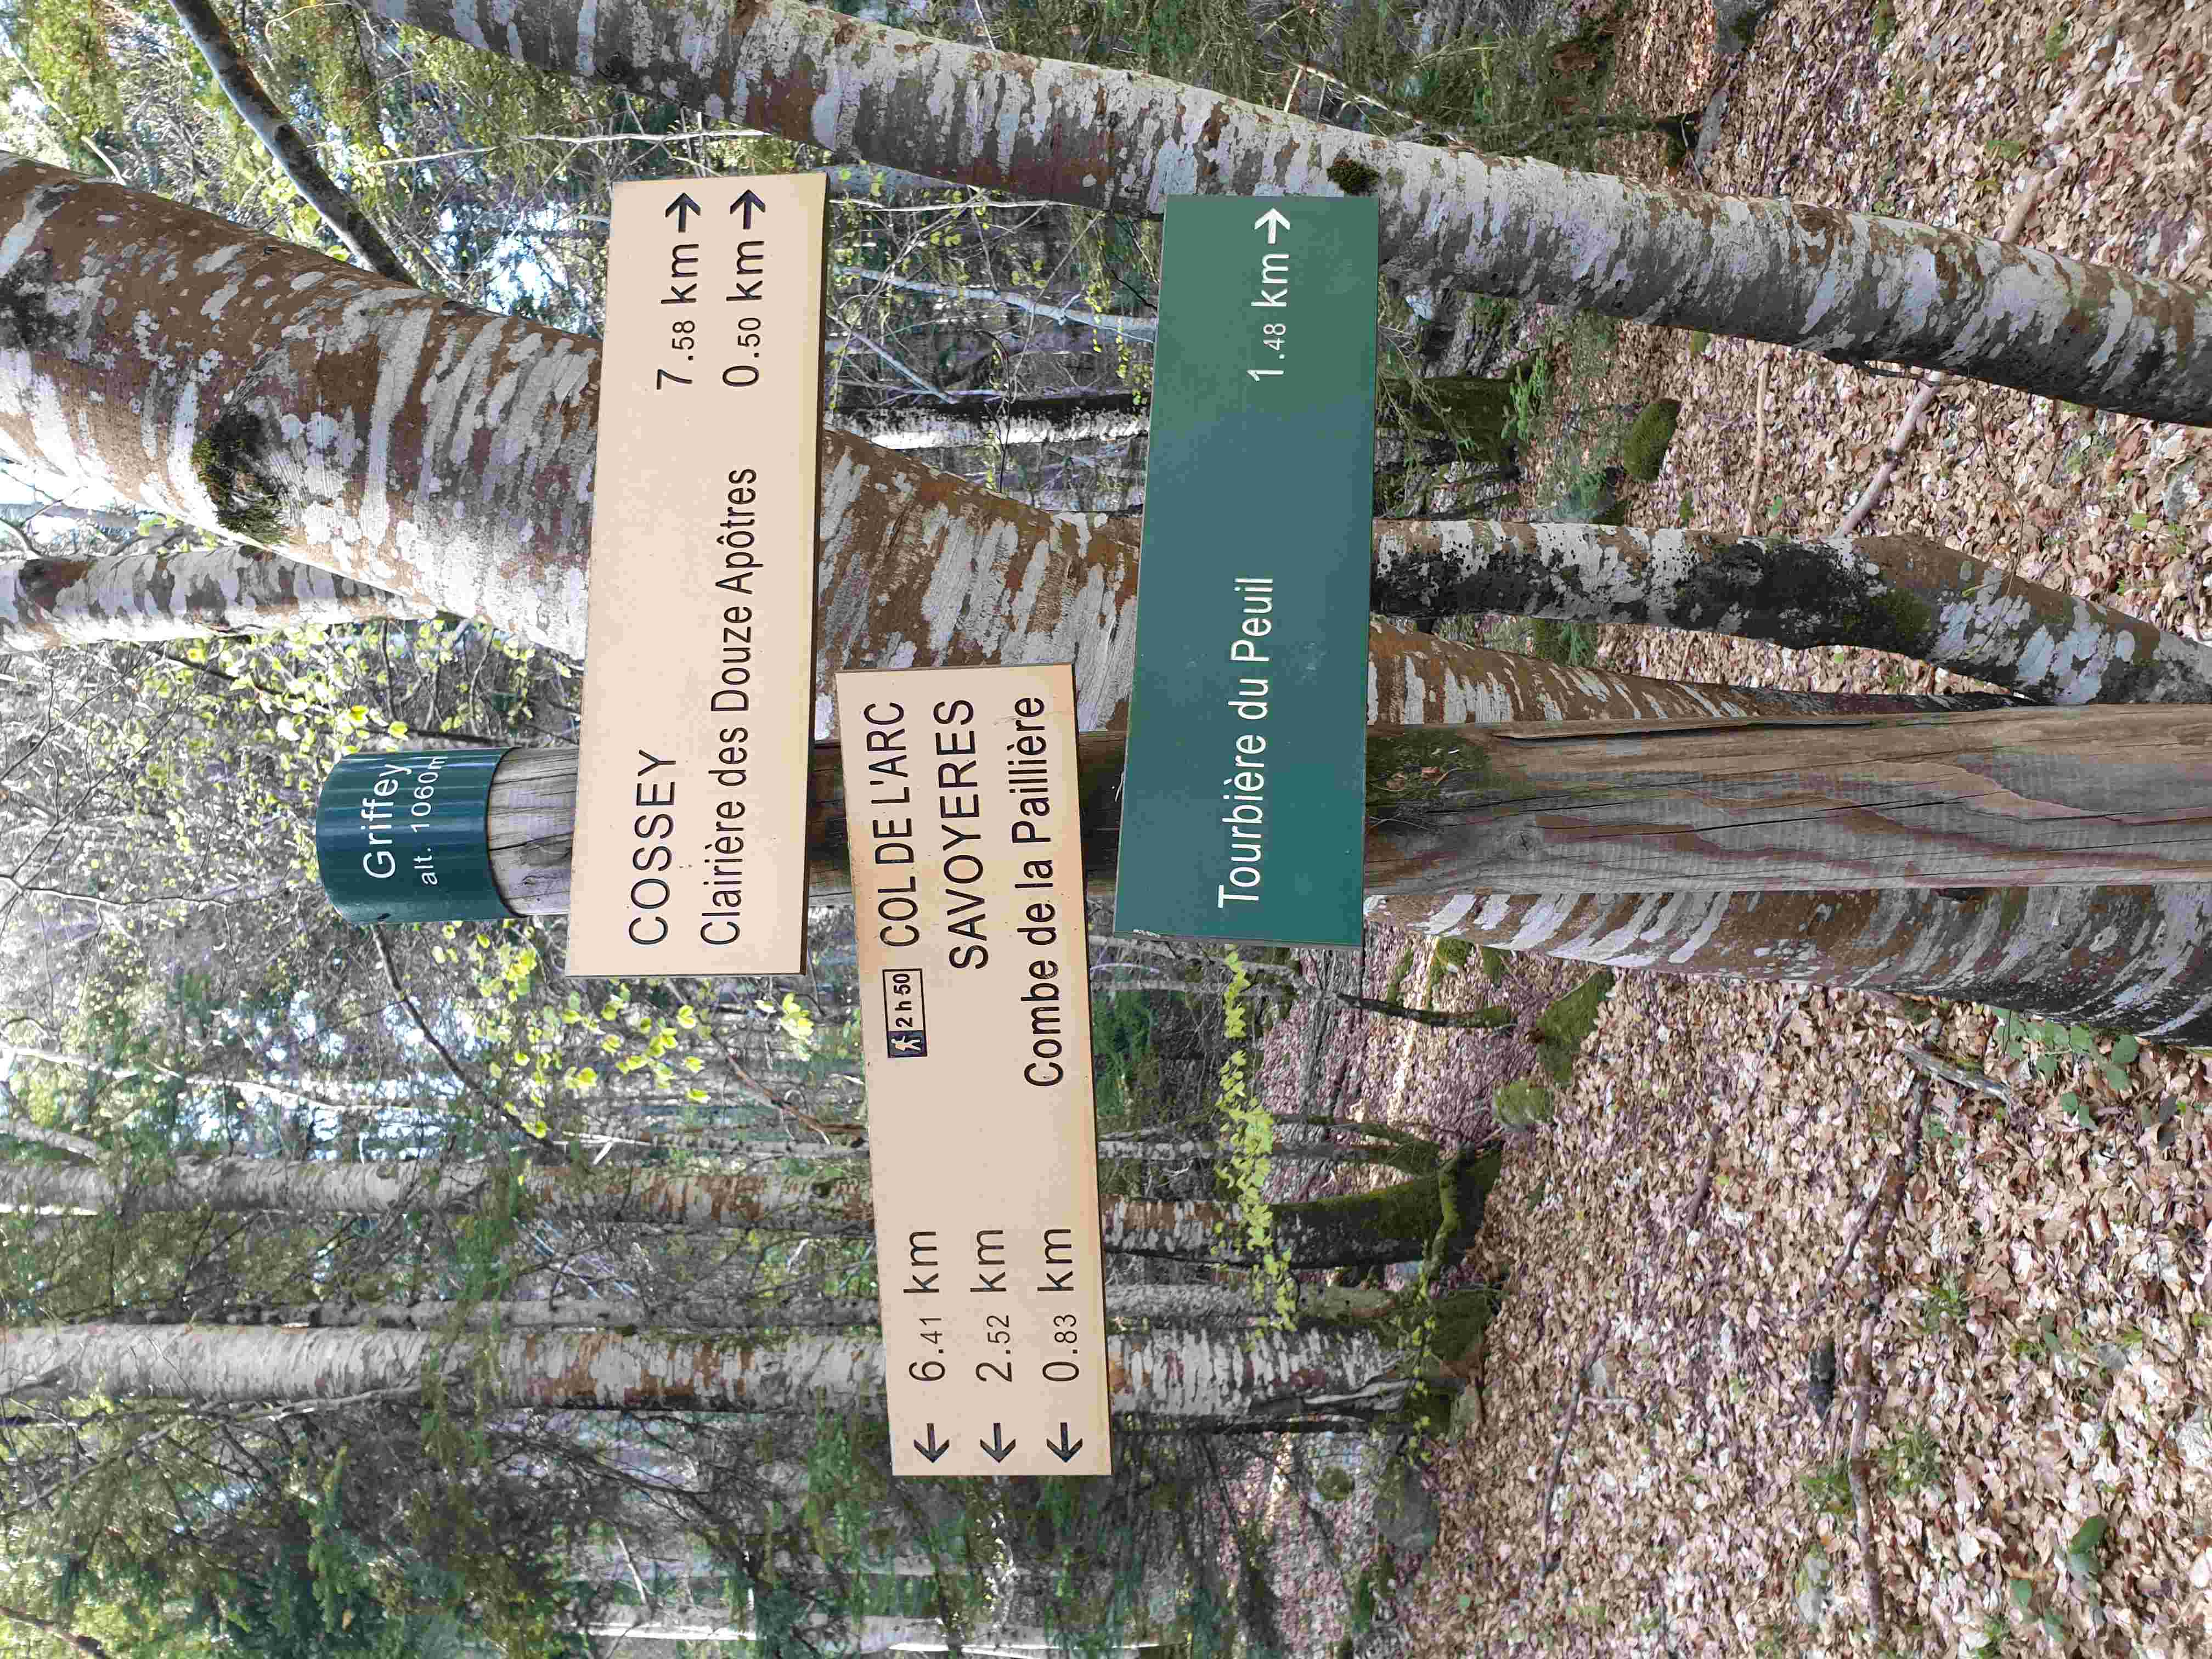 Griffey
alt. 1060m
COSSEY 7.58 km →
Clairière des Douze Apôtres 0.50 km →
← 6.41 km 2 h 50 COL DE L'ARC
← 2.52 km SAVOYERES
← 0.83 km Combe de la Paillière
Tourbière du Peuil 1.48 km →